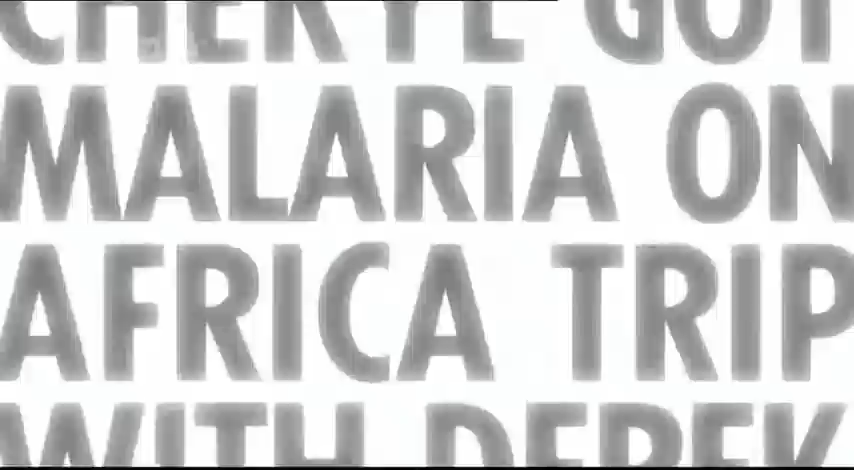 CHERYL GOT
MALARIA ON
AFRICA TRIP
WITH DEREK